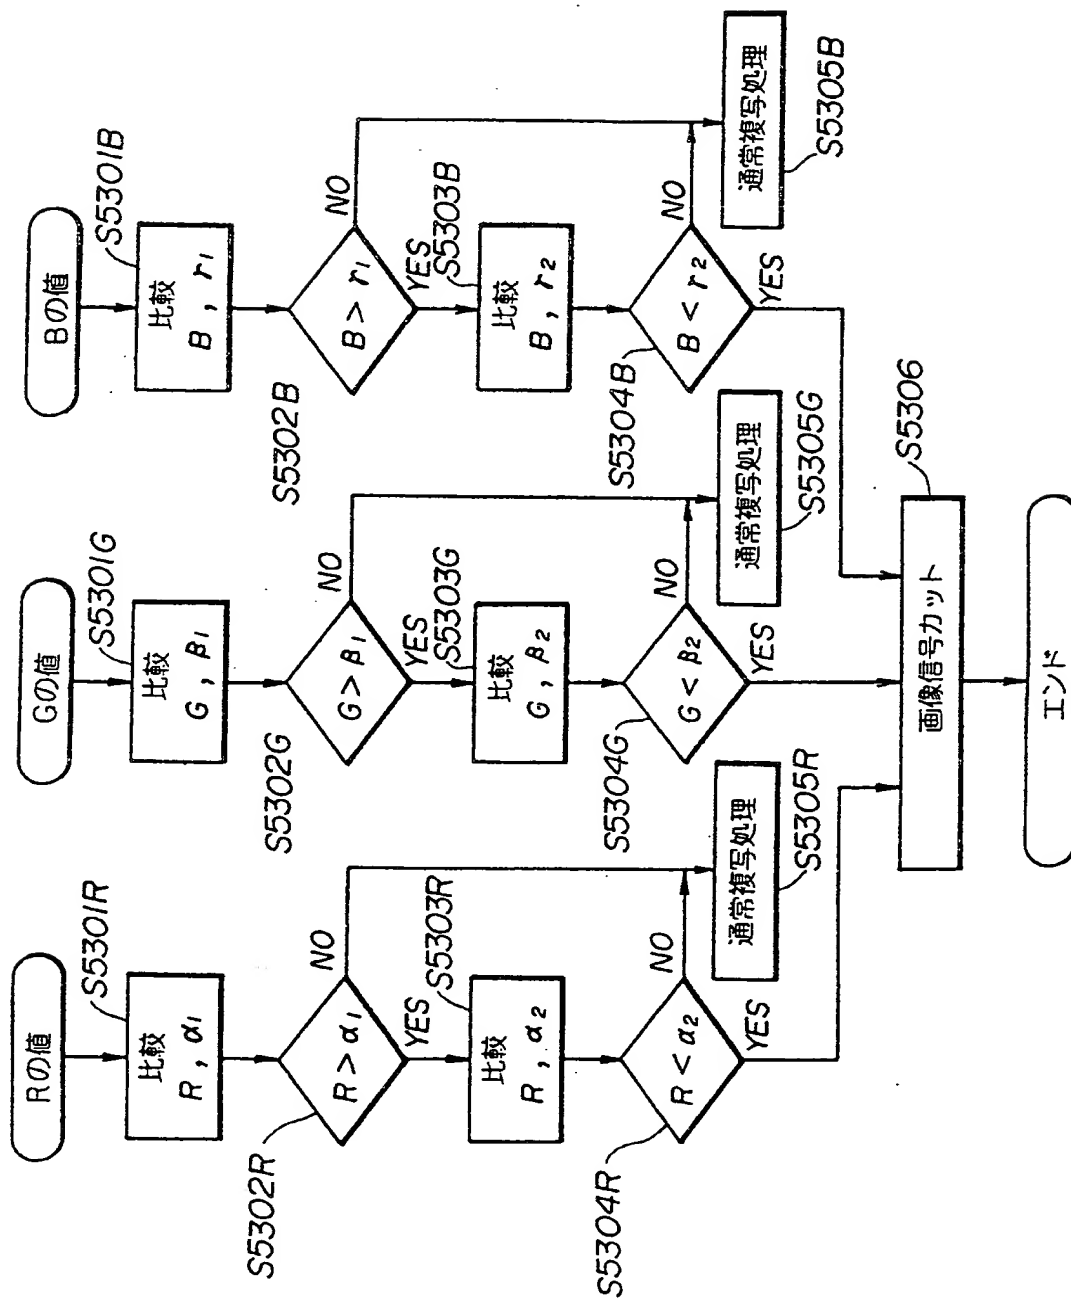 Rの値
S5301R
比較
R , α1
S5302R
R > α1
NO
YES
S5303R
比較
R , α2
S5304R
R < α2
NO
YES
通常複写処理
S5305R
Gの値
S5301G
比較
G , β1
S5302G
G > β1
NO
YES
S5303G
比較
G , β2
S5304G
G < β2
NO
YES
通常複写処理
S5305G
Bの値
S5301B
比較
B , γ1
S5302B
B > γ1
NO
YES
S5303B
比較
B , γ2
S5304B
B < γ2
NO
YES
通常複写処理
S5305B
画像信号カット
S5306
エンド